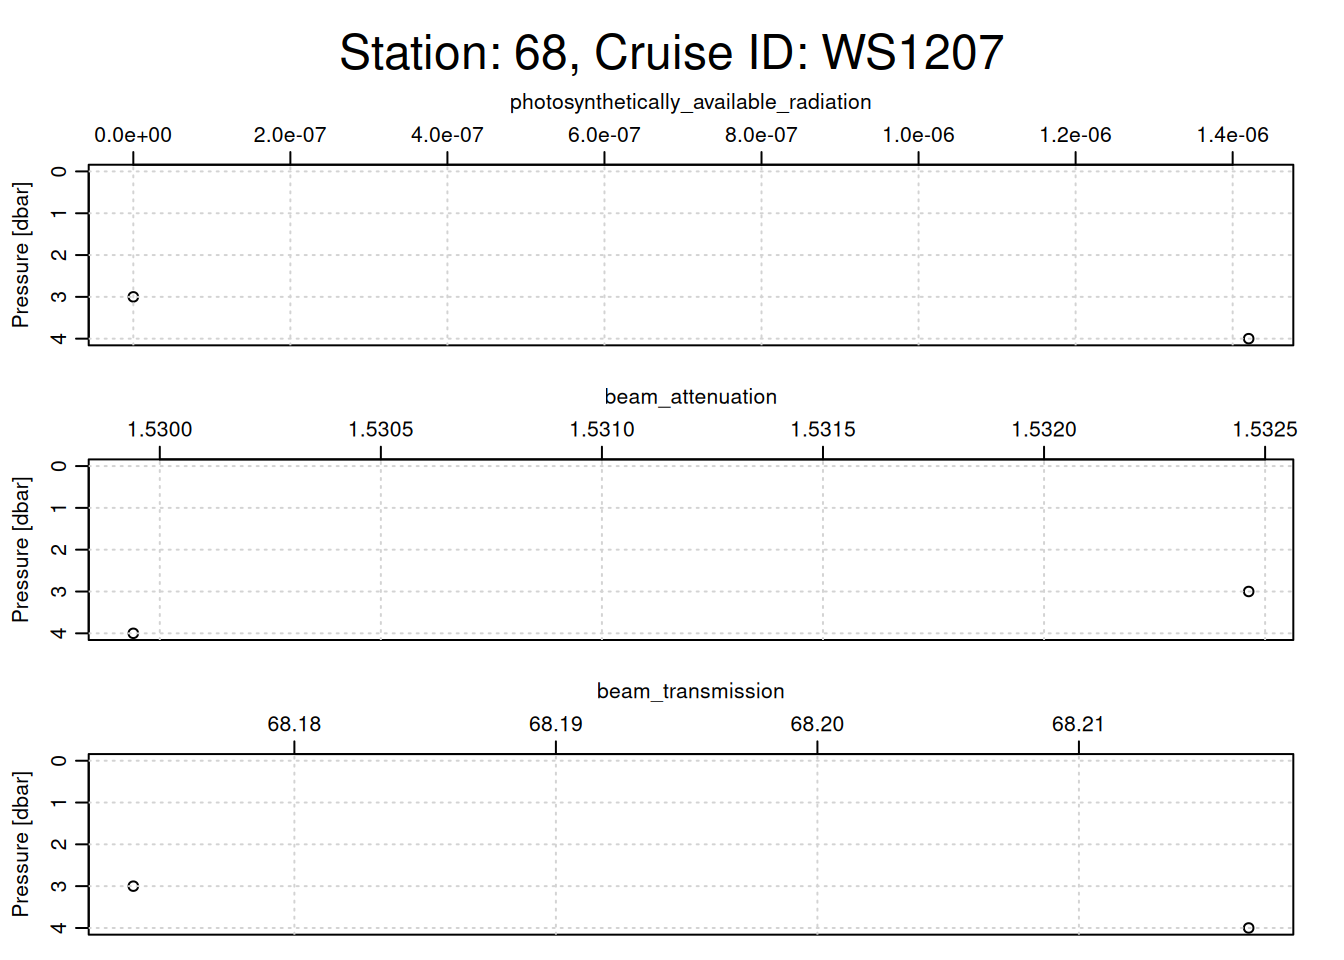 Station: 68, Cruise ID: WS1207
photosynthetically_available_radiation
0.0e+00 2.0e-07 4.0e-07 6.0e-07 8.0e-07 1.0e-06 1.2e-06 1.4e-06
Pressure [dbar]
0
1
2
3
4
beam_attenuation
1.5300 1.5305 1.5310 1.5315 1.5320 1.5325
Pressure [dbar]
0
1
2
3
4
beam_transmission
68.18 68.19 68.20 68.21
Pressure [dbar]
0
1
2
3
4